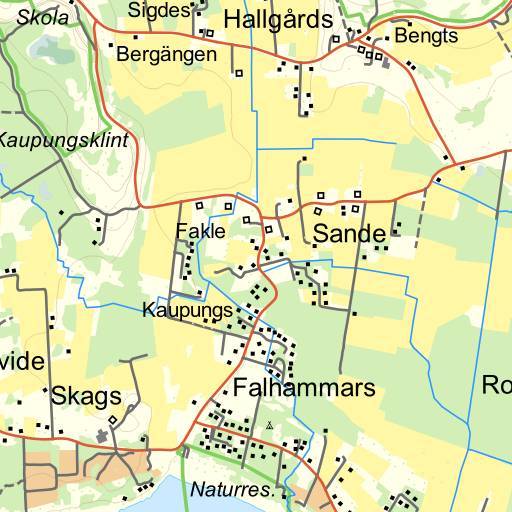 Skola
Sigdes
Hallgårds
Bengts
Bergängen
Kaupungsklint
Fakle
Sande
Kaupungs
vide
Skags
Falhammars
Ro
Naturres.